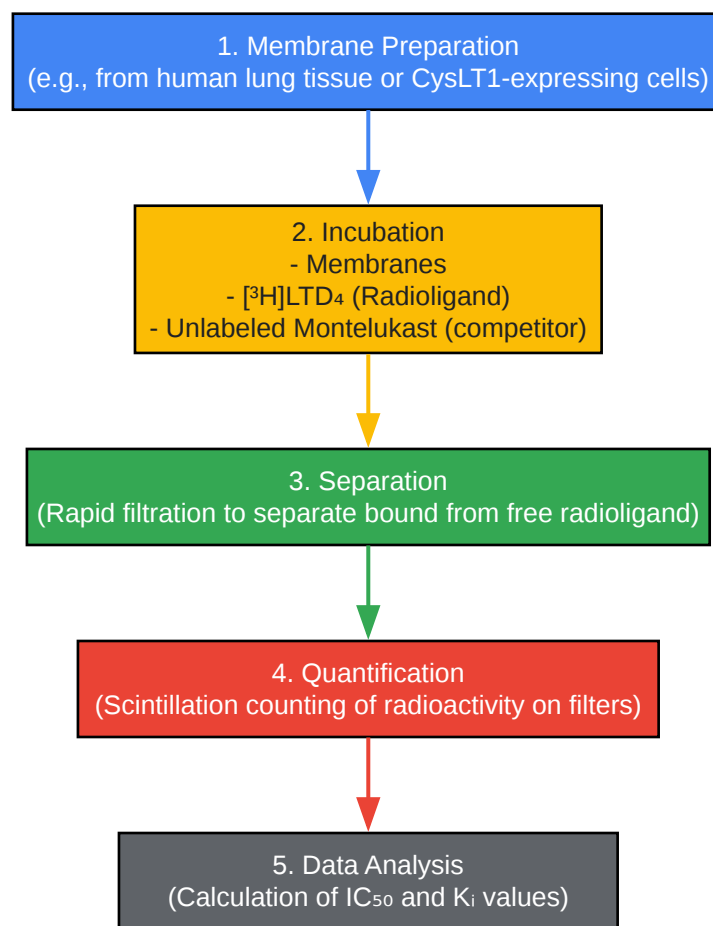 1. Membrane Preparation
(e.g., from human lung tissue or CysLT1-expressing cells)
2. Incubation
- Membranes
- [³H]LTD₄ (Radioligand)
- Unlabeled Montelukast (competitor)
3. Separation
(Rapid filtration to separate bound from free radioligand)
4. Quantification
(Scintillation counting of radioactivity on filters)
5. Data Analysis
(Calculation of IC₅₀ and Kᵢ values)